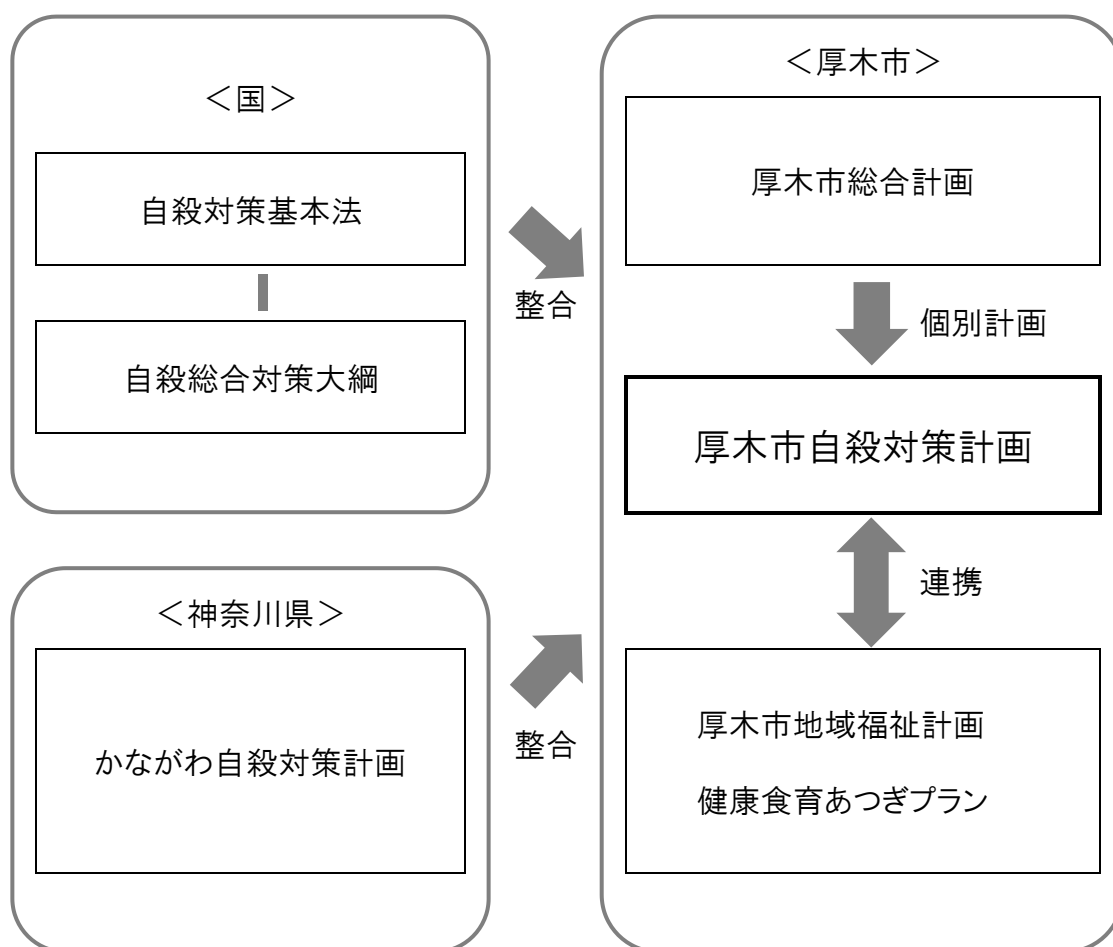 ＜国＞
自殺対策基本法
自殺総合対策大綱
整合
＜神奈川県＞
かながわ自殺対策計画
整合
＜厚木市＞
厚木市総合計画
個別計画
厚木市自殺対策計画
連携
厚木市地域福祉計画
健康食育あつぎプラン